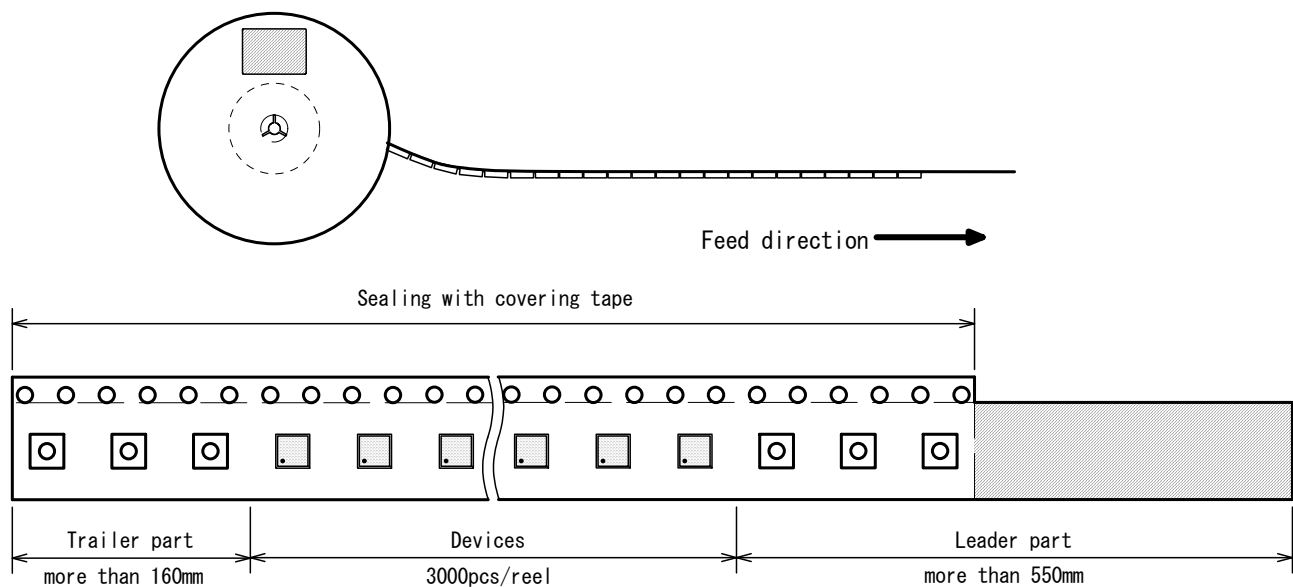 Feed direction
Sealing with covering tape
Trailer part
more than 160mm
Devices
3000pcs/reel
Leader part
more than 550mm